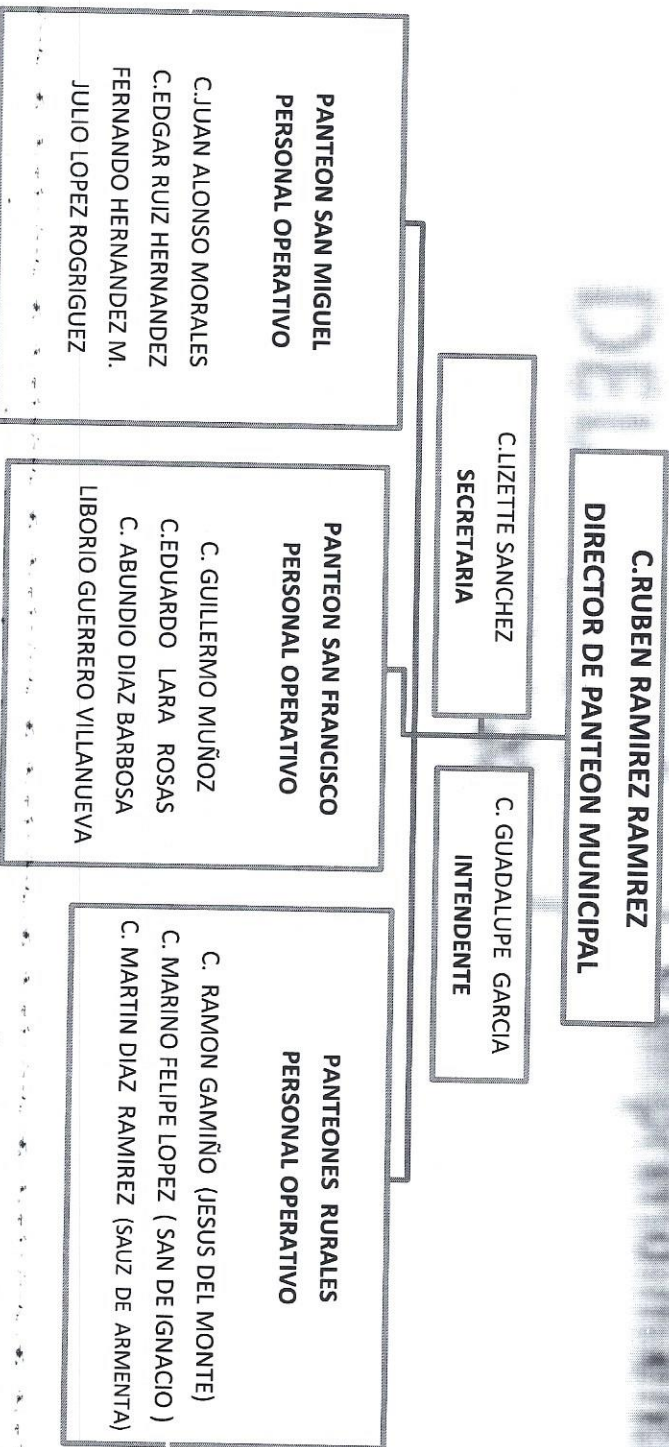 DEL
C.RUBEN RAMIREZ RAMIREZ
DIRECTOR DE PANTEON MUNICIPAL
C.LIZETTE SANCHEZ
SECRETARIA
C. GUADALUPE GARCIA
INTENDENTE
PANTEON SAN MIGUEL
PERSONAL OPERATIVO
C.JUAN ALONSO MORALES
C.EDGAR RUIZ HERNANDEZ
FERNANDO HERNANDEZ M.
JULIO LOPEZ ROGRIGUEZ
PANTEON SAN FRANCISCO
PERSONAL OPERATIVO
C. GUILLERMO MUÑOZ
C.EDUARDO LARA ROSAS
C. ABUNDIO DIAZ BARBOSA
LIBORIO GUERRERO VILLANUEVA
PANTEONES RURALES
PERSONAL OPERATIVO
C. RAMON GAMIÑO (JESUS DEL MONTE)
C. MARINO FELIPE LOPEZ ( SAN DE IGNACIO )
C. MARTIN DIAZ RAMIREZ (SAUZ DE ARMENTA)